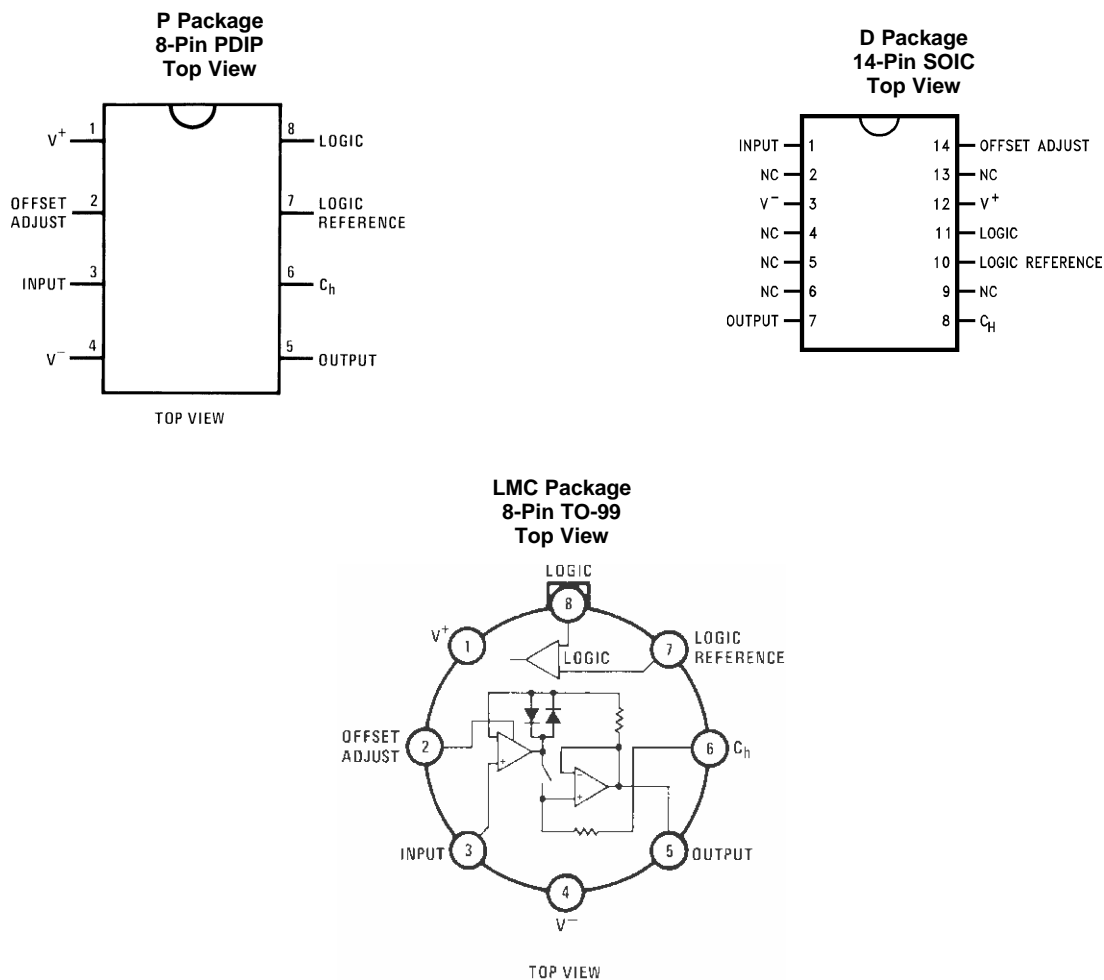 P Package
8-Pin PDIP
Top View
1
V+
8
LOGIC
OFFSET
ADJUST
2
7
LOGIC
REFERENCE
INPUT
3
6
Ch
4
V−
5
OUTPUT
TOP VIEW
D Package
14-Pin SOIC
Top View
INPUT 1
14 OFFSET ADJUST
NC 2
13 NC
V− 3
12 V+
NC 4
11 LOGIC
NC 5
10 LOGIC REFERENCE
NC 6
9 NC
OUTPUT 7
8 CH
LMC Package
8-Pin TO-99
Top View
LOGIC
8
V+
1
LOGIC
7
LOGIC
REFERENCE
OFFSET
ADJUST
2
−
+
−
+
6
Ch
INPUT
3
5
OUTPUT
4
V−
TOP VIEW